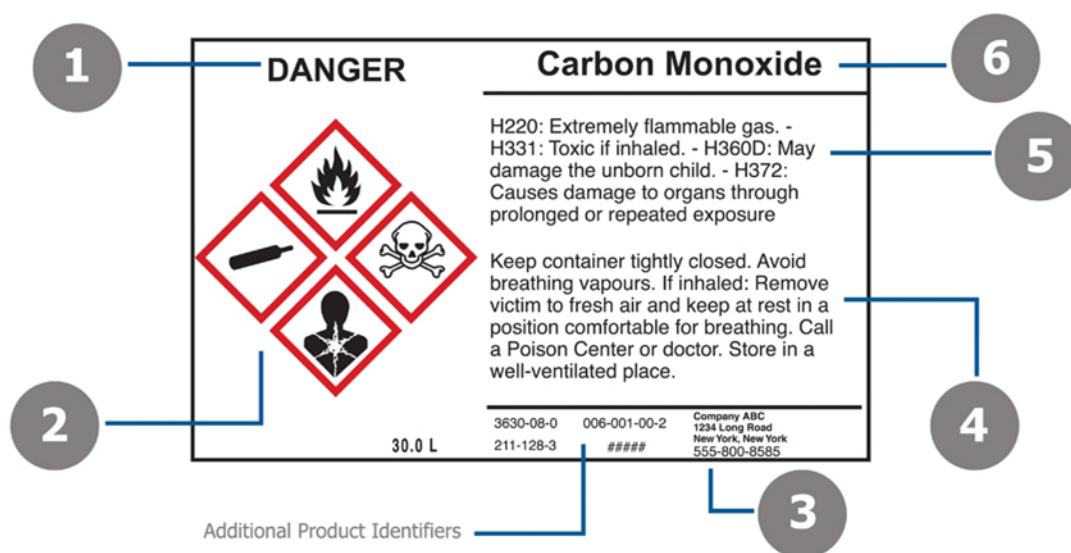 1
DANGER
Carbon Monoxide
6
H220: Extremely flammable gas. -
H331: Toxic if inhaled. - H360D: May
damage the unborn child. - H372:
Causes damage to organs through
prolonged or repeated exposure
5
Keep container tightly closed. Avoid
breathing vapours. If inhaled: Remove
victim to fresh air and keep at rest in a
position comfortable for breathing. Call
a Poison Center or doctor. Store in a
well-ventilated place.
4
2
30.0 L
3630-08-0 006-001-00-2
211-128-3 #####
Company ABC
1234 Long Road
New York, New York
555-800-8585
3
Additional Product Identifiers